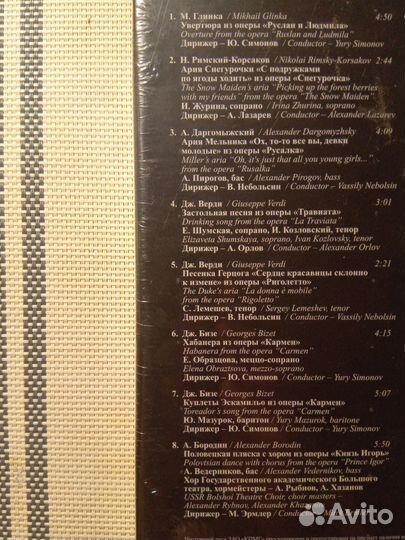 1. М. Глинка / Mikhail Glinka 4:50
Увертюра из оперы «Руслан и Людмила»
Overture from the opera "Ruslan and Ludmila"
Дирижер – Ю. Симонов / Conductor – Yury Simonov
2. Н. Римский-Корсаков / Nikolai Rimsky-Korsakov 2:44
Ария Снегурочки «С подружками
по ягоды ходить» из оперы «Снегурочка»
The Snow Maiden's aria "Picking up the forest berries
with my friends" from the opera "The Snow Maiden"
И. Журина, сопрано / Irina Zhurina, soprano
Дирижер – А. Лазарев / Conductor – Alexander Lazarev
3. А. Даргомыжский / Alexander Dargomyzhsky 4:09
Ария Мельника «Ох, то-то все вы, девки
молодые» из оперы «Русалка»
Miller's aria "Oh, it's just that all you young girls..."
from the opera "Rusalka"
А. Пирогов, бас / Alexander Pirogov, bass
Дирижер – В. Небольсин / Conductor – Vassily Nebolsin
4. Дж. Верди / Giuseppe Verdi 3:01
Застольная песня из оперы «Травиата»
Drinking song from the opera "La Traviata"
Е. Шумская, сопрано, И. Козловский, тенор
Elizaveta Shumskaya, soprano, Ivan Kozlovsky, tenor
Дирижер – А. Орлов / Conductor – Alexander Orlov
5. Дж. Верди / Giuseppe Verdi 2:21
Песенка Герцога «Сердце красавицы склонно
к измене» из оперы «Риголетто»
The Duke's aria "La donna è mobile"
from the opera "Rigoletto"
С. Лемешев, тенор / Sergey Lemeshev, tenor
Дирижер – В. Небольсин / Conductor – Vassily Nebolsin
6. Дж. Бизе / Georges Bizet 4:15
Хабанера из оперы «Кармен»
Habanera from the opera "Carmen"
Е. Образцова, меццо-сопрано
Elena Obraztsova, mezzo-soprano
Дирижер – Ю. Симонов / Conductor – Yury Simonov
7. Дж. Бизе / Georges Bizet 5:07
Куплеты Эскамильо из оперы «Кармен»
Toreador's song from the opera "Carmen"
Ю. Мазурок, баритон / Yury Mazurok, baritone
Дирижер – Ю. Симонов / Conductor – Yury Simonov
8. А. Бородин / Alexander Borodin 5:50
Половецкая пляска с хором из оперы «Князь Игорь»
Polovtsian dance with chorus from the opera "Prince Igor"
А. Ведерников, бас / Alexander Vedernikov, bass
Хор Государственного академического Большого
театра, хормейстеры – А. Рыбнов, А. Хазанов
USSR Bolshoi Theatre Choir, choir masters –
Alexander Rybnov, Alexander
Дирижер – М. Эрмлер /
Avito